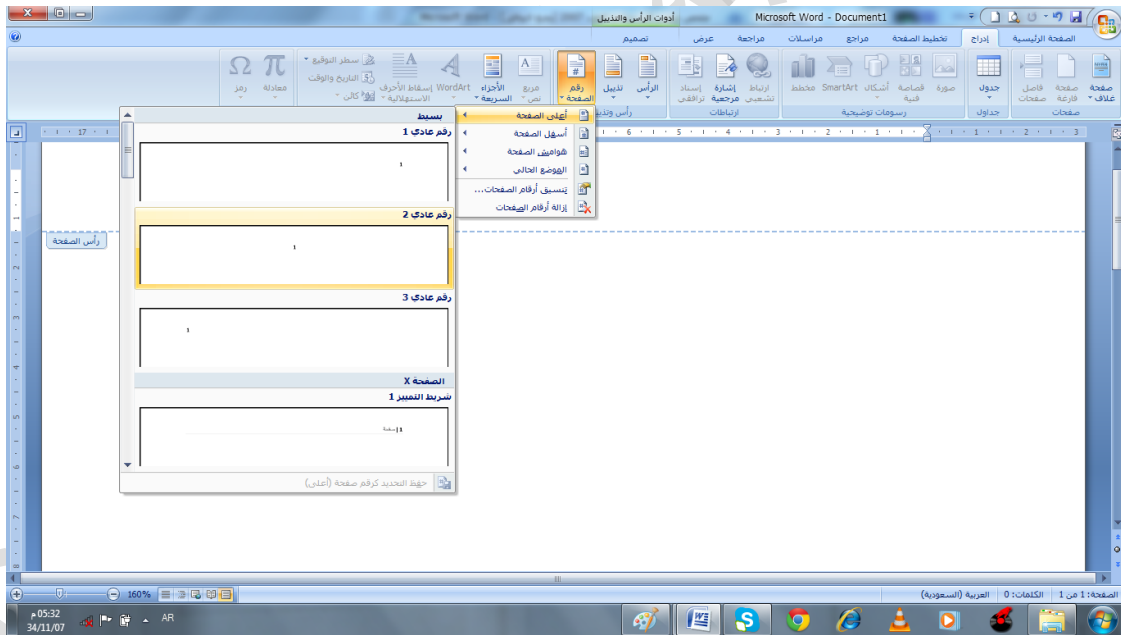 أدوات الرأس والتذييل
Microsoft Word - Document1
الصفحة الرئيسية
إدراج
تخطيط الصفحة
مراجع
مراسلات
مراجعة
عرض
تصميم
صفحة غلاف
صفحة فارغة
فاصل صفحات
جدول
صورة
قصاصة فنية
أشكال
SmartArt
مخطط
ارتباط تشعبي
إشارة مرجعية
إسناد ترافقي
الرأس
تذييل
رقم الصفحة
مربع نص
الأجزاء السريعة
WordArt
إسقاط الأحرف الاستهلالية
سطر التوقيع
التاريخ والوقت
كائن
معادلة
رمز
صفحات
جداول
رسومات توضيحية
ارتباطات
أعلى الصفحة
أسفل الصفحة
هوامش الصفحة
الموضع الحالي
تنسيق أرقام الصفحات...
إزالة أرقام الصفحات
بسيط
رقم عادي 1
1
رقم عادي 2
1
رقم عادي 3
1
الصفحة X
شريط التمييز 1
حفظ التحديد كرقم صفحة (أعلى)
رأس الصفحة
الصفحة: 1 من 1
الكلمات: 0
العربية (السعودية)
160%
AR
05:32 م
34/11/07